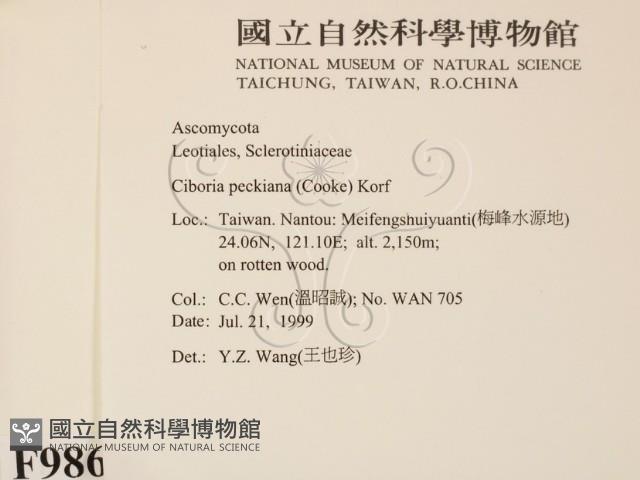 國立自然科學博物館
NATIONAL MUSEUM OF NATURAL SCIENCE
TAICHUNG, TAIWAN, R.O.CHINA
Ascomycota
Leotiales, Sclerotiniaceae
Ciboria peckiana (Cooke) Korf
Loc.: Taiwan. Nantou: Meifengshuiyuanti(梅峰水源地)
24.06N, 121.10E; alt. 2,150m;
on rotten wood.
Col.: C.C. Wen(溫昭誠); No. WAN 705
Date: Jul. 21, 1999
Det.: Y.Z. Wang(王也珍)
國立自然科學博物館
NATIONAL MUSEUM OF NATURAL SCIENCE
F986